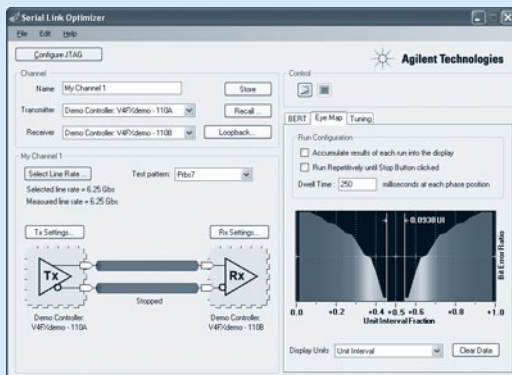 Serial Link Optimizer
File Edit Help
Configure JTAG
Agilent Technologies
Channel
Name My Channel 1 Store
Transmitter Demo Controller: V4FXdemo - 110A Recall ...
Receiver Demo Controller: V4FXdemo - 110B Loopback...
Control
BERT Eye Map Tuning
Run Configuration
Accumulate results of each run into the display
Run Repetitively until Stop Button clicked
Dwell Time: 250 milliseconds at each phase position
My Channel 1
Select Line Rate ... Test pattern: Prbs7
Selected line rate = 6.25 Gbs
Measured line rate = 6.25 Gbs
Tx Settings... Rx Settings...
Tx Rx
Stopped
Demo Controller: V4FXdemo - 110A
Demo Controller: V4FXdemo - 110B
0.0938 UI
Bit Error Ratio
0.0 +0.2 +0.4 +0.5 +0.6 +0.8 +1.0
Unit Interval Fraction
Display Units Unit Interval Clear Data